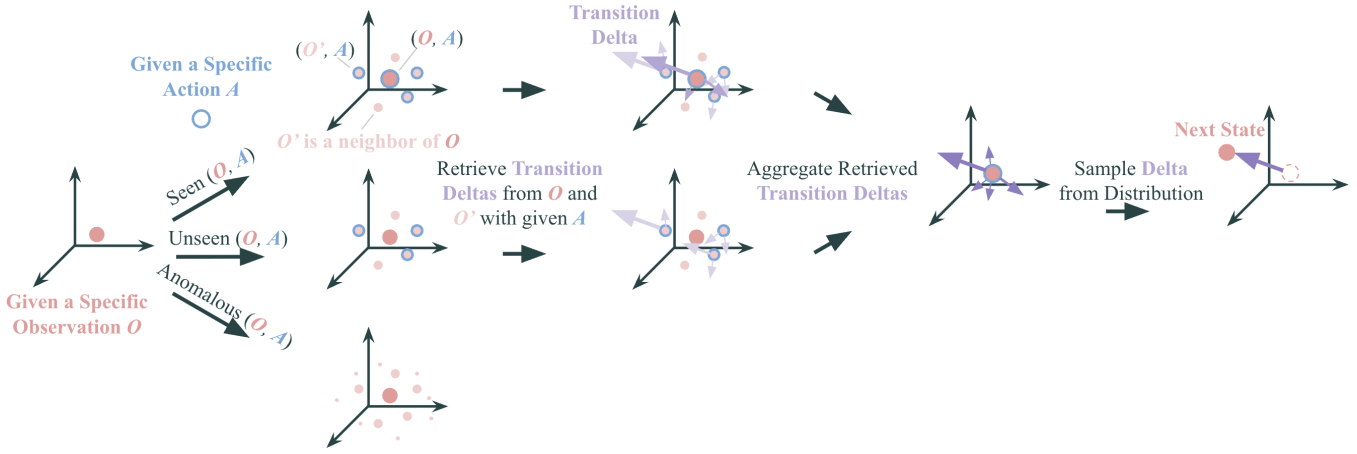 Given a Specific
Action A
(O', A)
(O, A)
O' is a neighbor of O
Transition
Delta
Given a Specific
Observation O
Seen (O, A)
Unseen (O, A)
Anomalous (O, A)
Retrieve Transition
Deltas from O and
O' with given A
Aggregate Retrieved
Transition Deltas
Sample Delta
from Distribution
Next State